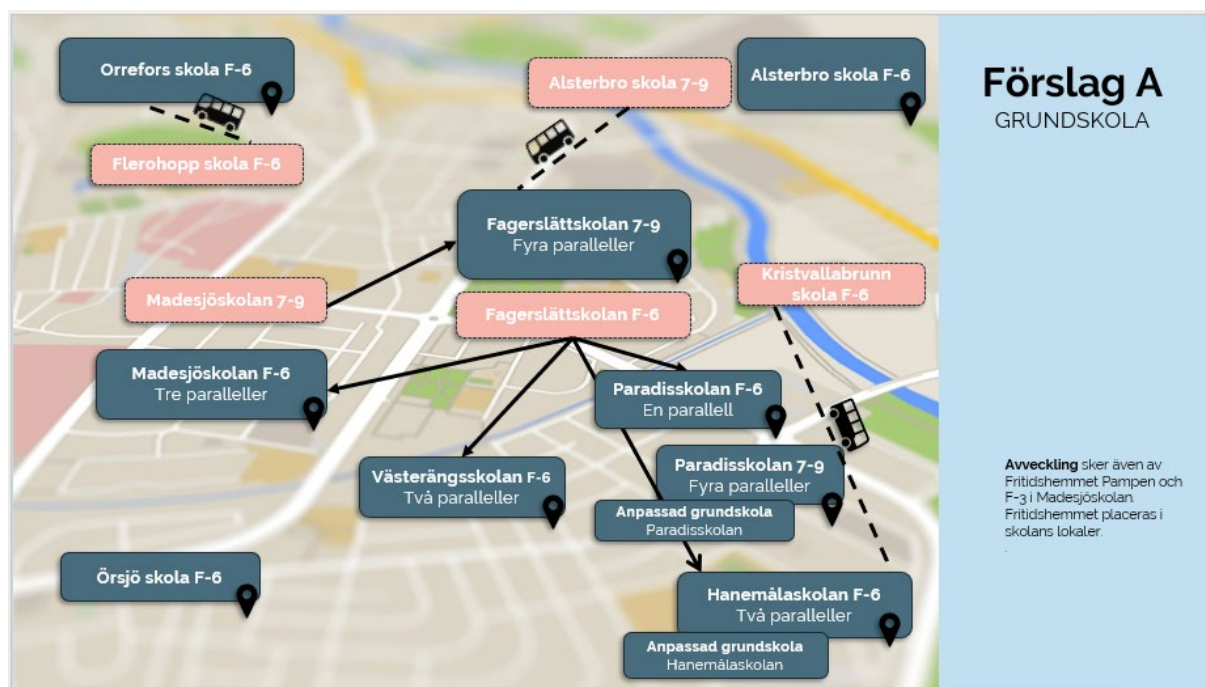 Orrefors skola F-6
Flerohopp skola F-6
Alsterbro skola 7-9
Alsterbro skola F-6
Fagerslättskolan 7-9
Fyra paralleller
Madesjöskolan 7-9
Fagerslättskolan F-6
Kristvallabrunn
skola F-6
Madesjöskolan F-6
Tre paralleller
Paradisskolan F-6
En parallell
Västerängsskolan F-6
Två paralleller
Paradisskolan 7-9
Fyra paralleller
Anpassad grundskola
Paradisskolan
Örsjö skola F-6
Hanemålaskolan F-6
Två paralleller
Anpassad grundskola
Hanemålaskolan
Förslag A
GRUNDSKOLA
Avveckling sker även av
Fritidshemmet Pampen och
F-3 i Madesjöskolan.
Fritidshemmet placeras i
skolans lokaler.
.